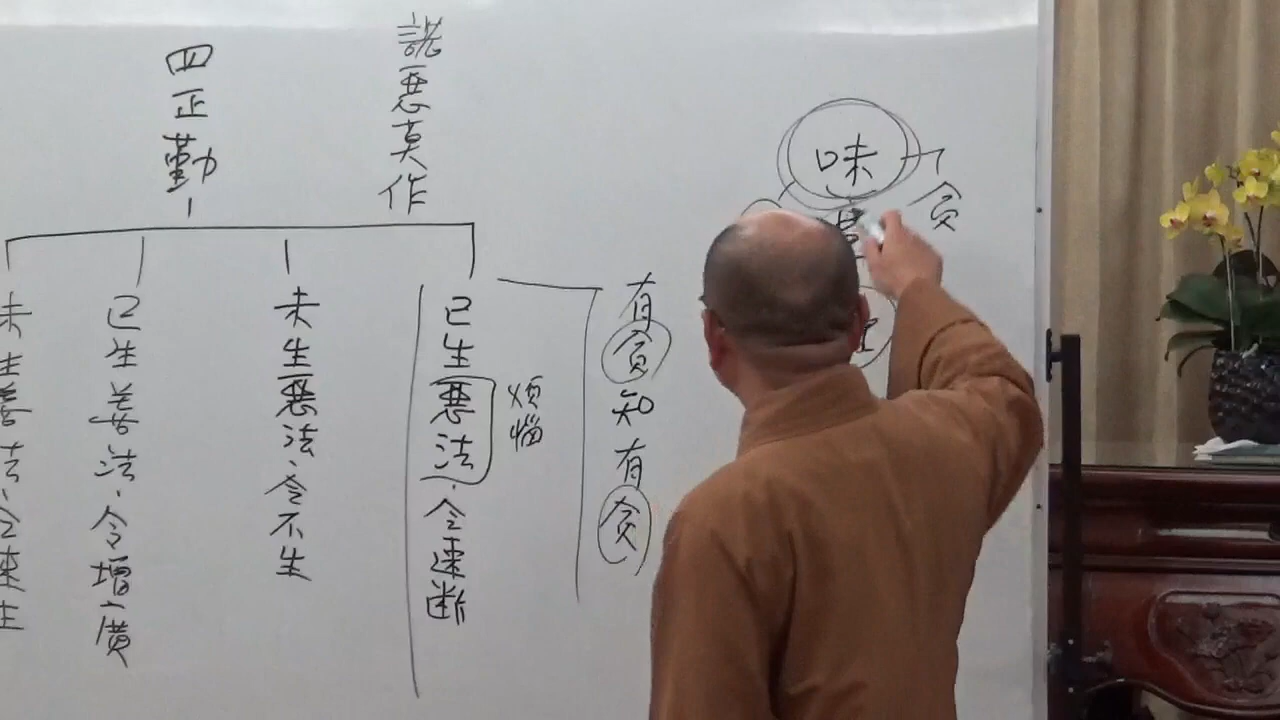 味
貪
有貪知有貪
諸惡莫作
煩惱
已生惡法,令速斷
四正勤
未生惡法,令不生
已生善法,令增廣
未生善法,令速生